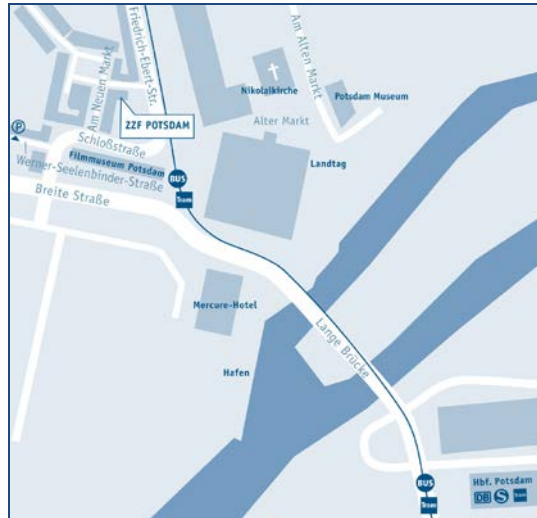 Friedrich-Ebert-Str.
Am Neuen Markt
Am Alten Markt
Nikolaikirche
Potsdam Museum
ZZF POTSDAM
Alter Markt
P
Schloßstraße
Filmmuseum Potsdam
Landtag
Werner-Seelenbinder-Straße
BUS
Tram
Breite Straße
Mercure-Hotel
Lange Brücke
Hafen
BUS
Tram
Hbf. Potsdam
DB S Tram